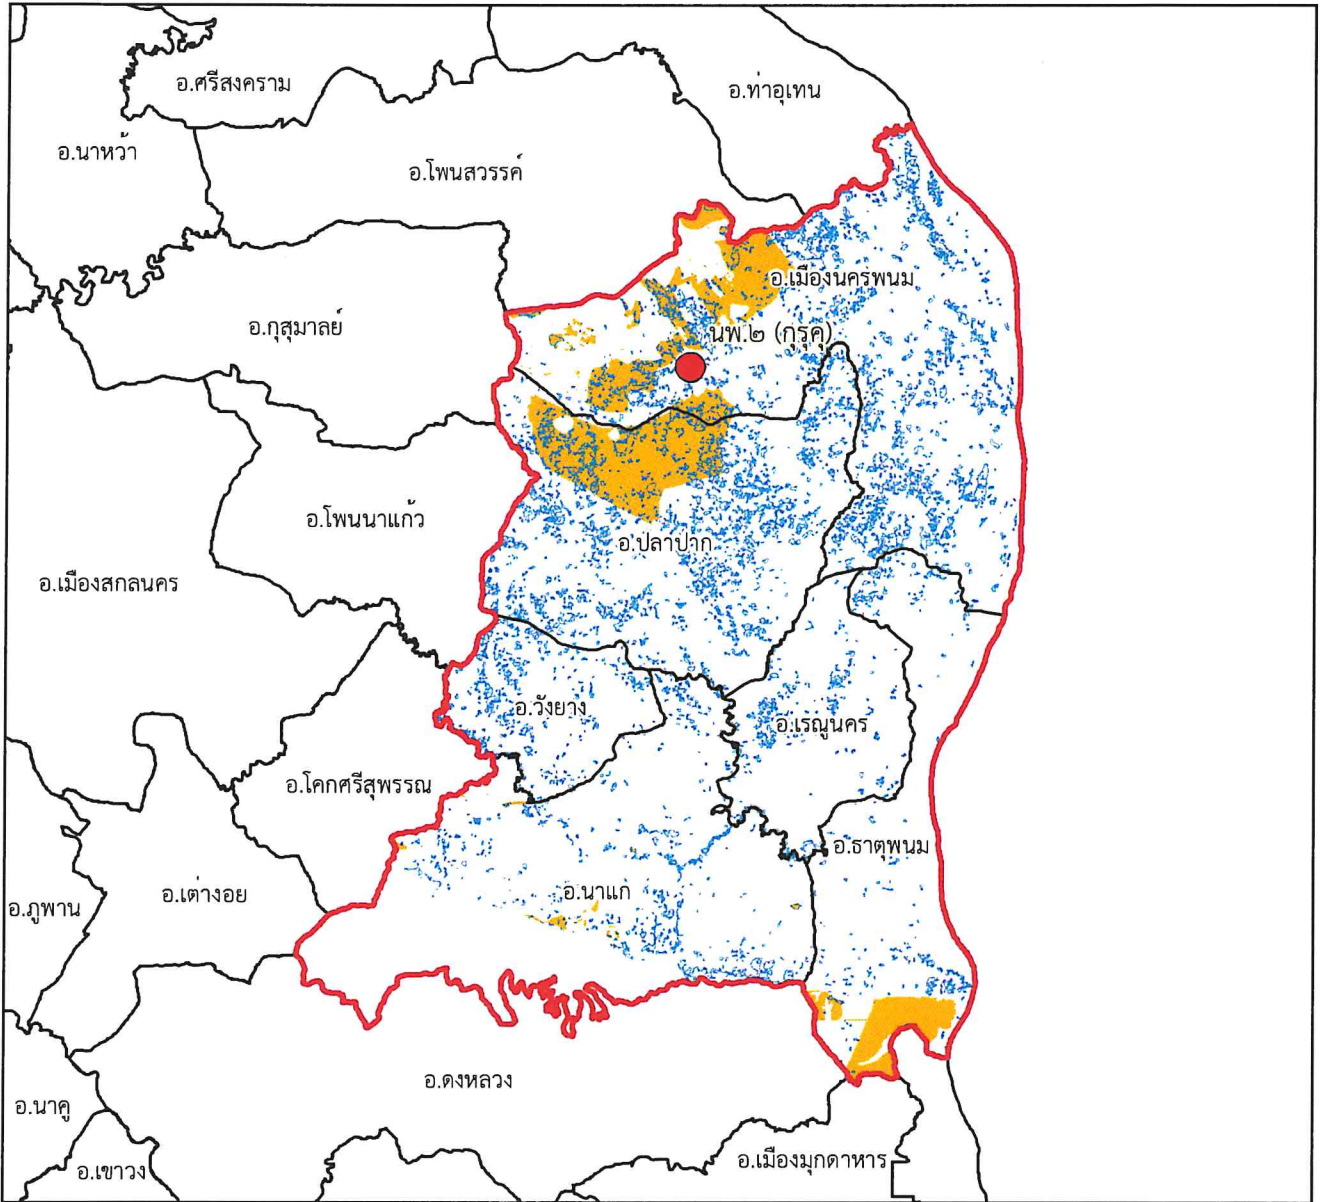 อ.ศรีสงคราม
อ.ท่าอุเทน
อ.นาหว้า
อ.โพนสวรรค์
อ.เมืองนครพนม
อ.กุสุมาลย์
นพ.๒ (กุรุคุ)
อ.โพนนาแก้ว
อ.ปลาปาก
อ.เมืองสกลนคร
อ.วังยาง
อ.เรณูนคร
อ.โคกศรีสุพรรณ
อ.ธาตุพนม
อ.เต่างอย
อ.นาแก
อ.ภูพาน
อ.ดงหลวง
อ.นาคู
อ.เขาวง
อ.เมืองมุกดาหาร